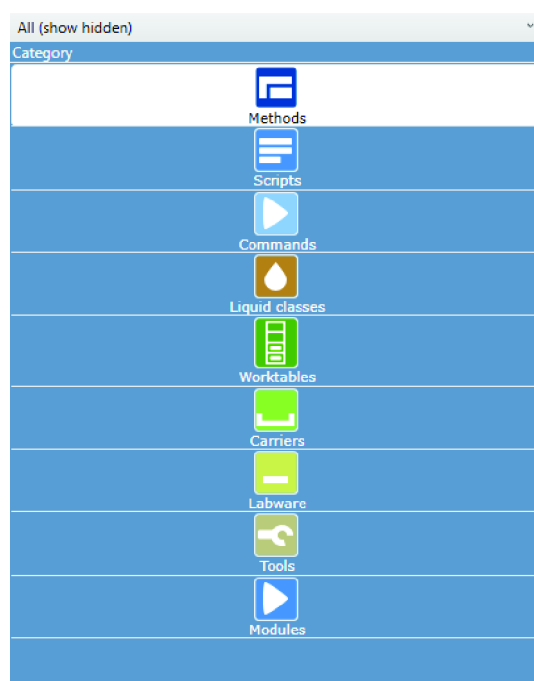 All (show hidden)
Category
Methods
Scripts
Commands
Liquid classes
Worktables
Carriers
Labware
Tools
Modules